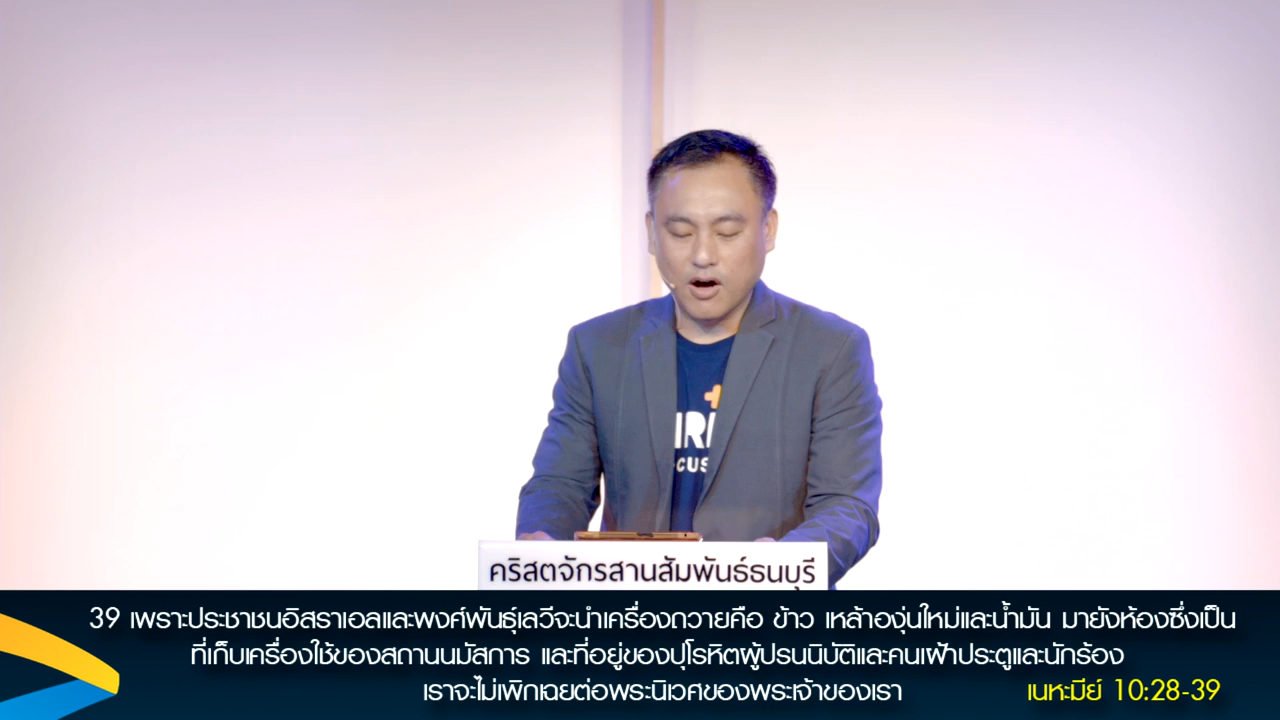 คริสตจักรสานสัมพันธ์ธนบุรี
39 เพราะประชาชนอิสราเอลและพงศ์พันธุ์เลวีจะนำเครื่องถวายคือ ข้าว เหล้าองุ่นใหม่และน้ำมัน มายังห้องซึ่งเป็น
ที่เก็บเครื่องใช้ของสถานนมัสการ และที่อยู่ของปุโรหิตผู้ปรนนิบัติและคนเฝ้าประตูและนักร้อง
เราจะไม่เพิกเฉยต่อพระนิเวศของพระเจ้าของเรา
เนหะมีย์ 10:28-39